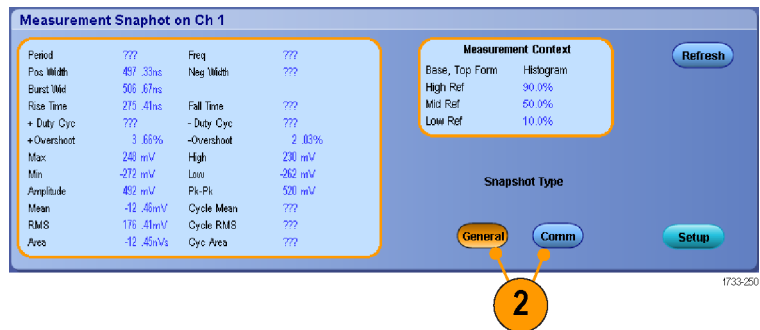 Measurement Snaphot on Ch 1
Period ??? Freq ???
Pos Width 497 .33ns Neg Width ???
Burst Wid 506 .67ns
Rise Time 275 .41ns Fall Time ???
+ Duty Cyc ??? - Duty Cyc ???
+Overshoot 3 .66% -Overshoot 2 .03%
Max 248 mV High 230 mV
Min -272 mV Low -262 mV
Amplitude 492 mV Pk-Pk 520 mV
Mean -12 .46mV Cycle Mean ???
RMS 176 .41mV Cycle RMS ???
Area -12 .45nVs Cyc Area ???
Measurement Context
Base, Top Form Histogram
High Ref 90.0%
Mid Ref 50.0%
Low Ref 10.0%
Refresh
Snapshot Type
General Comm Setup
2
1733-250